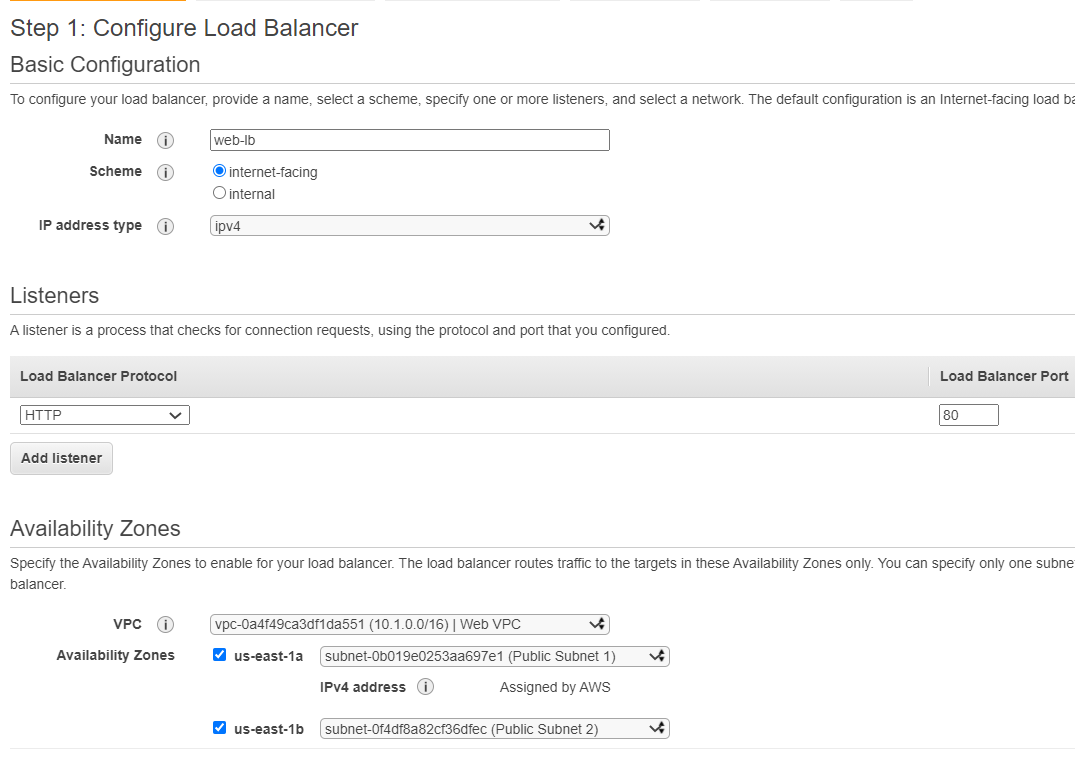 Step 1: Configure Load Balancer
Basic Configuration
To configure your load balancer, provide a name, select a scheme, specify one or more listeners, and select a network. The default configuration is an Internet-facing load
Name i web-lb
Scheme i internet-facing
internal
IP address type i ipv4
Listeners
A listener is a process that checks for connection requests, using the protocol and port that you configured.
Load Balancer Protocol Load Balancer Port
HTTP 80
Add listener
Availability Zones
Specify the Availability Zones to enable for your load balancer. The load balancer routes traffic to the targets in these Availability Zones only. You can specify only one
balancer.
VPC i vpc-0a4f49ca3df1da551 (10.1.0.0/16) | Web VPC
Availability Zones us-east-1a subnet-0b019e0253aa697e1 (Public Subnet 1)
IPv4 address i Assigned by AWS
us-east-1b subnet-0f4df8a82cf36dfec (Public Subnet 2)